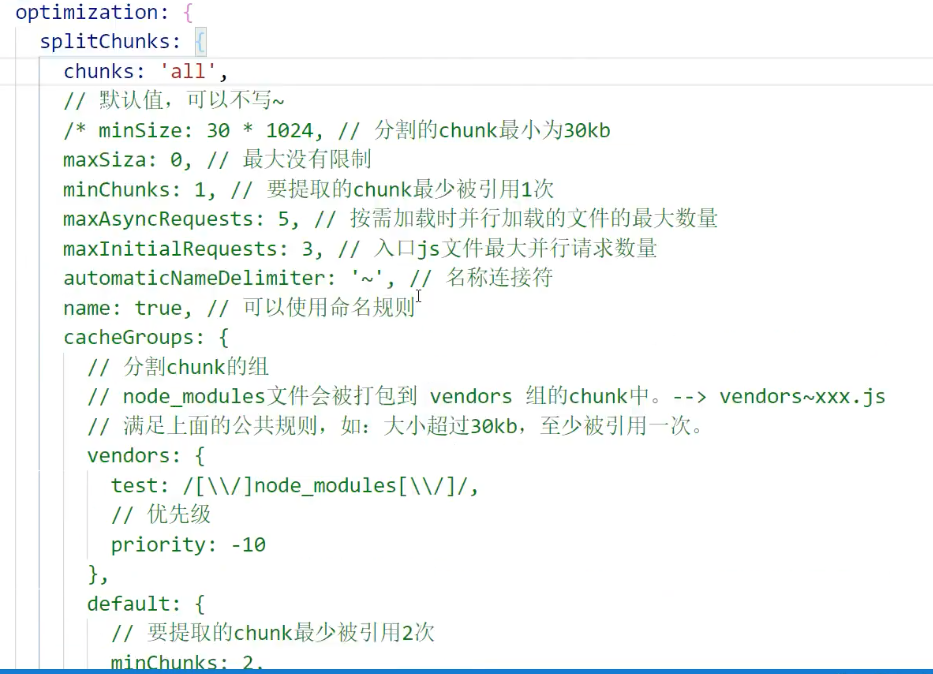 optimization: {
splitChunks: {
chunks: 'all',
// 默认值，可以不写~
/* minSize: 30 * 1024, // 分割的chunk最小为30kb
maxSiza: 0, // 最大没有限制
minChunks: 1, // 要提取的chunk最少被引用1次
maxAsyncRequests: 5, // 按需加载时并行加载的文件的最大数量
maxInitialRequests: 3, // 入口js文件最大并行请求数量
automaticNameDelimiter: '~', // 名称连接符
name: true, // 可以使用命名规则
cacheGroups: {
// 分割chunk的组
// node_modules文件会被打包到 vendors 组的chunk中。--> vendors~xxx.js
// 满足上面的公共规则，如：大小超过30kb，至少被引用一次。
vendors: {
test: /[\\/]node_modules[\\/]/,
// 优先级
priority: -10
},
default: {
// 要提取的chunk最少被引用2次
minChunks: 2,